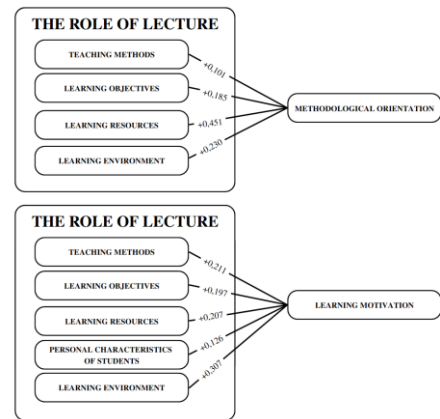 THE ROLE OF LECTURE
TEACHING METHODS
+0,101
LEARNING OBJECTIVES
+0,185
METHODOLOGICAL ORIENTATION
LEARNING RESOURCES
+0,451
LEARNING ENVIRONMENT
+0,230
THE ROLE OF LECTURE
TEACHING METHODS
+0,211
LEARNING OBJECTIVES
+0,197
LEARNING MOTIVATION
LEARNING RESOURCES
+0,207
PERSONAL CHARACTERISTICS
OF STUDENTS
+0,126
LEARNING ENVIRONMENT
+0,307